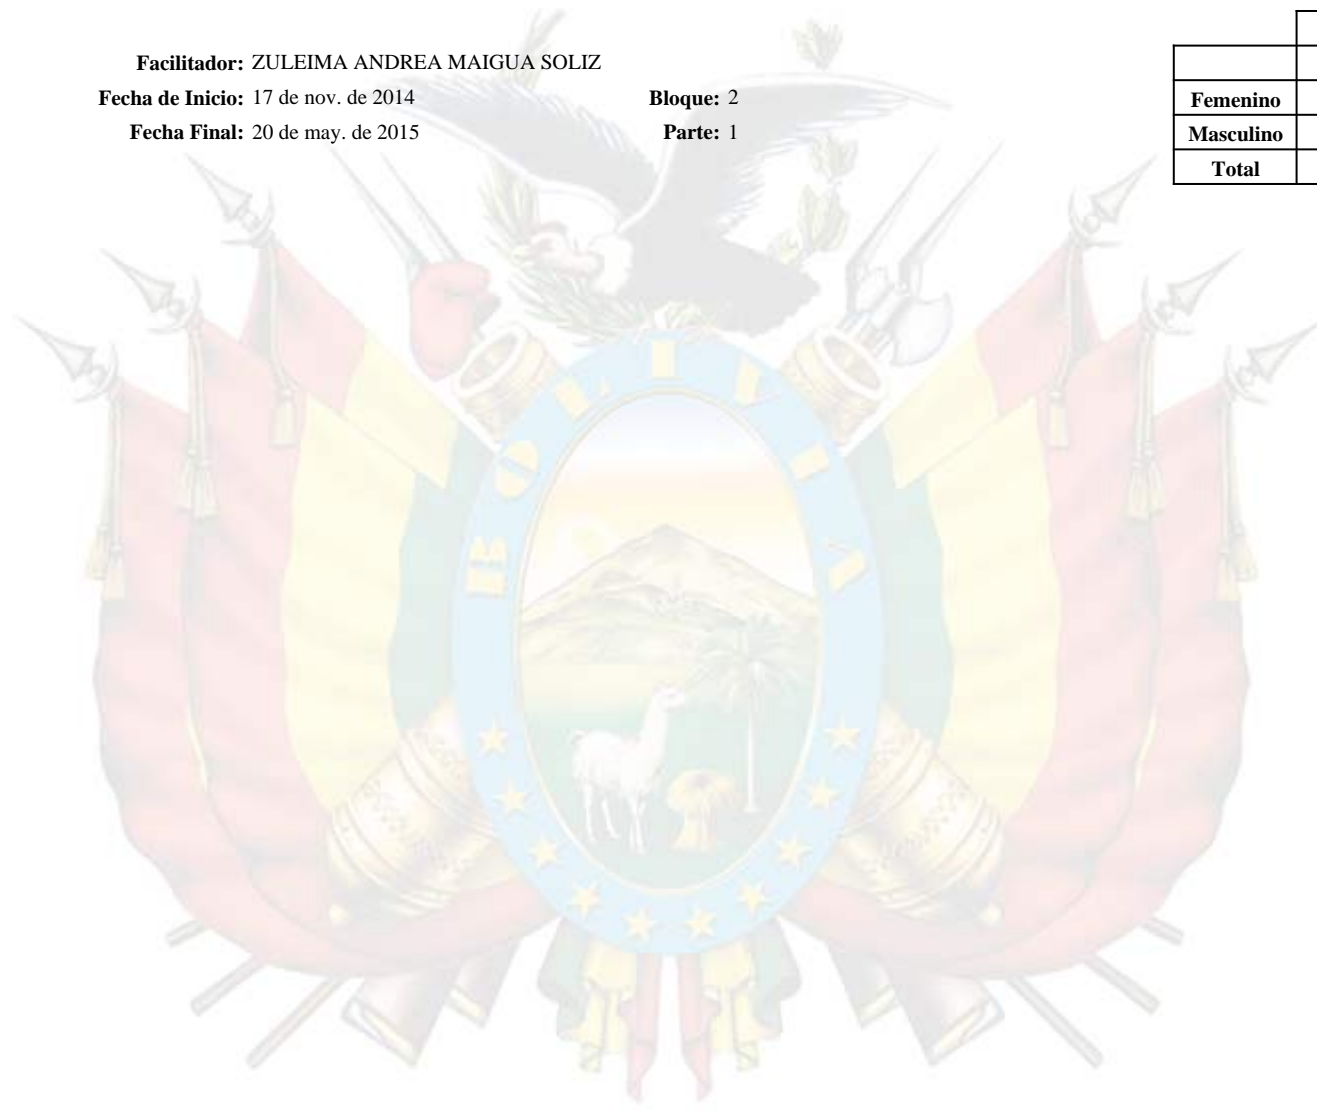 Facilitador: ZULEIMA ANDREA MAIGUA SOLIZ
Fecha de Inicio: 17 de nov. de 2014 Bloque: 2
Fecha Final: 20 de may. de 2015 Parte: 1
Femenino
Masculino
Total
BOLIVIA